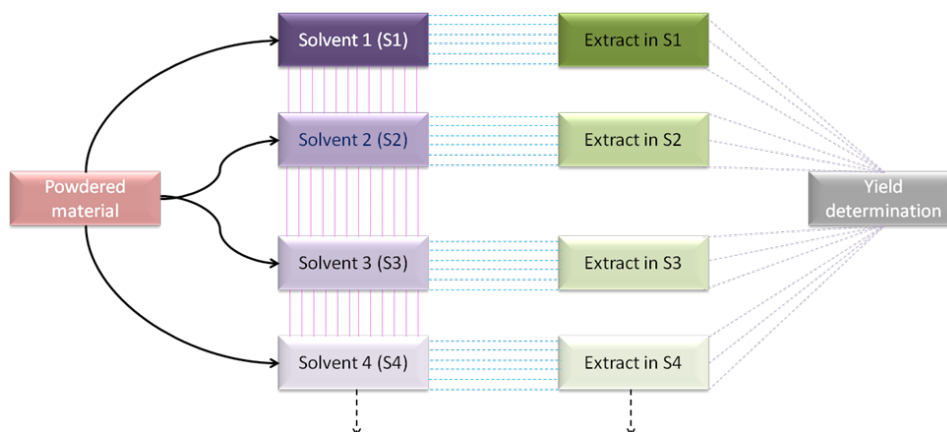 Solvent 1 (S1)
Extract in S1
Solvent 2 (S2)
Extract in S2
Powdered
material
Yield
determination
Solvent 3 (S3)
Extract in S3
Solvent 4 (S4)
Extract in S4